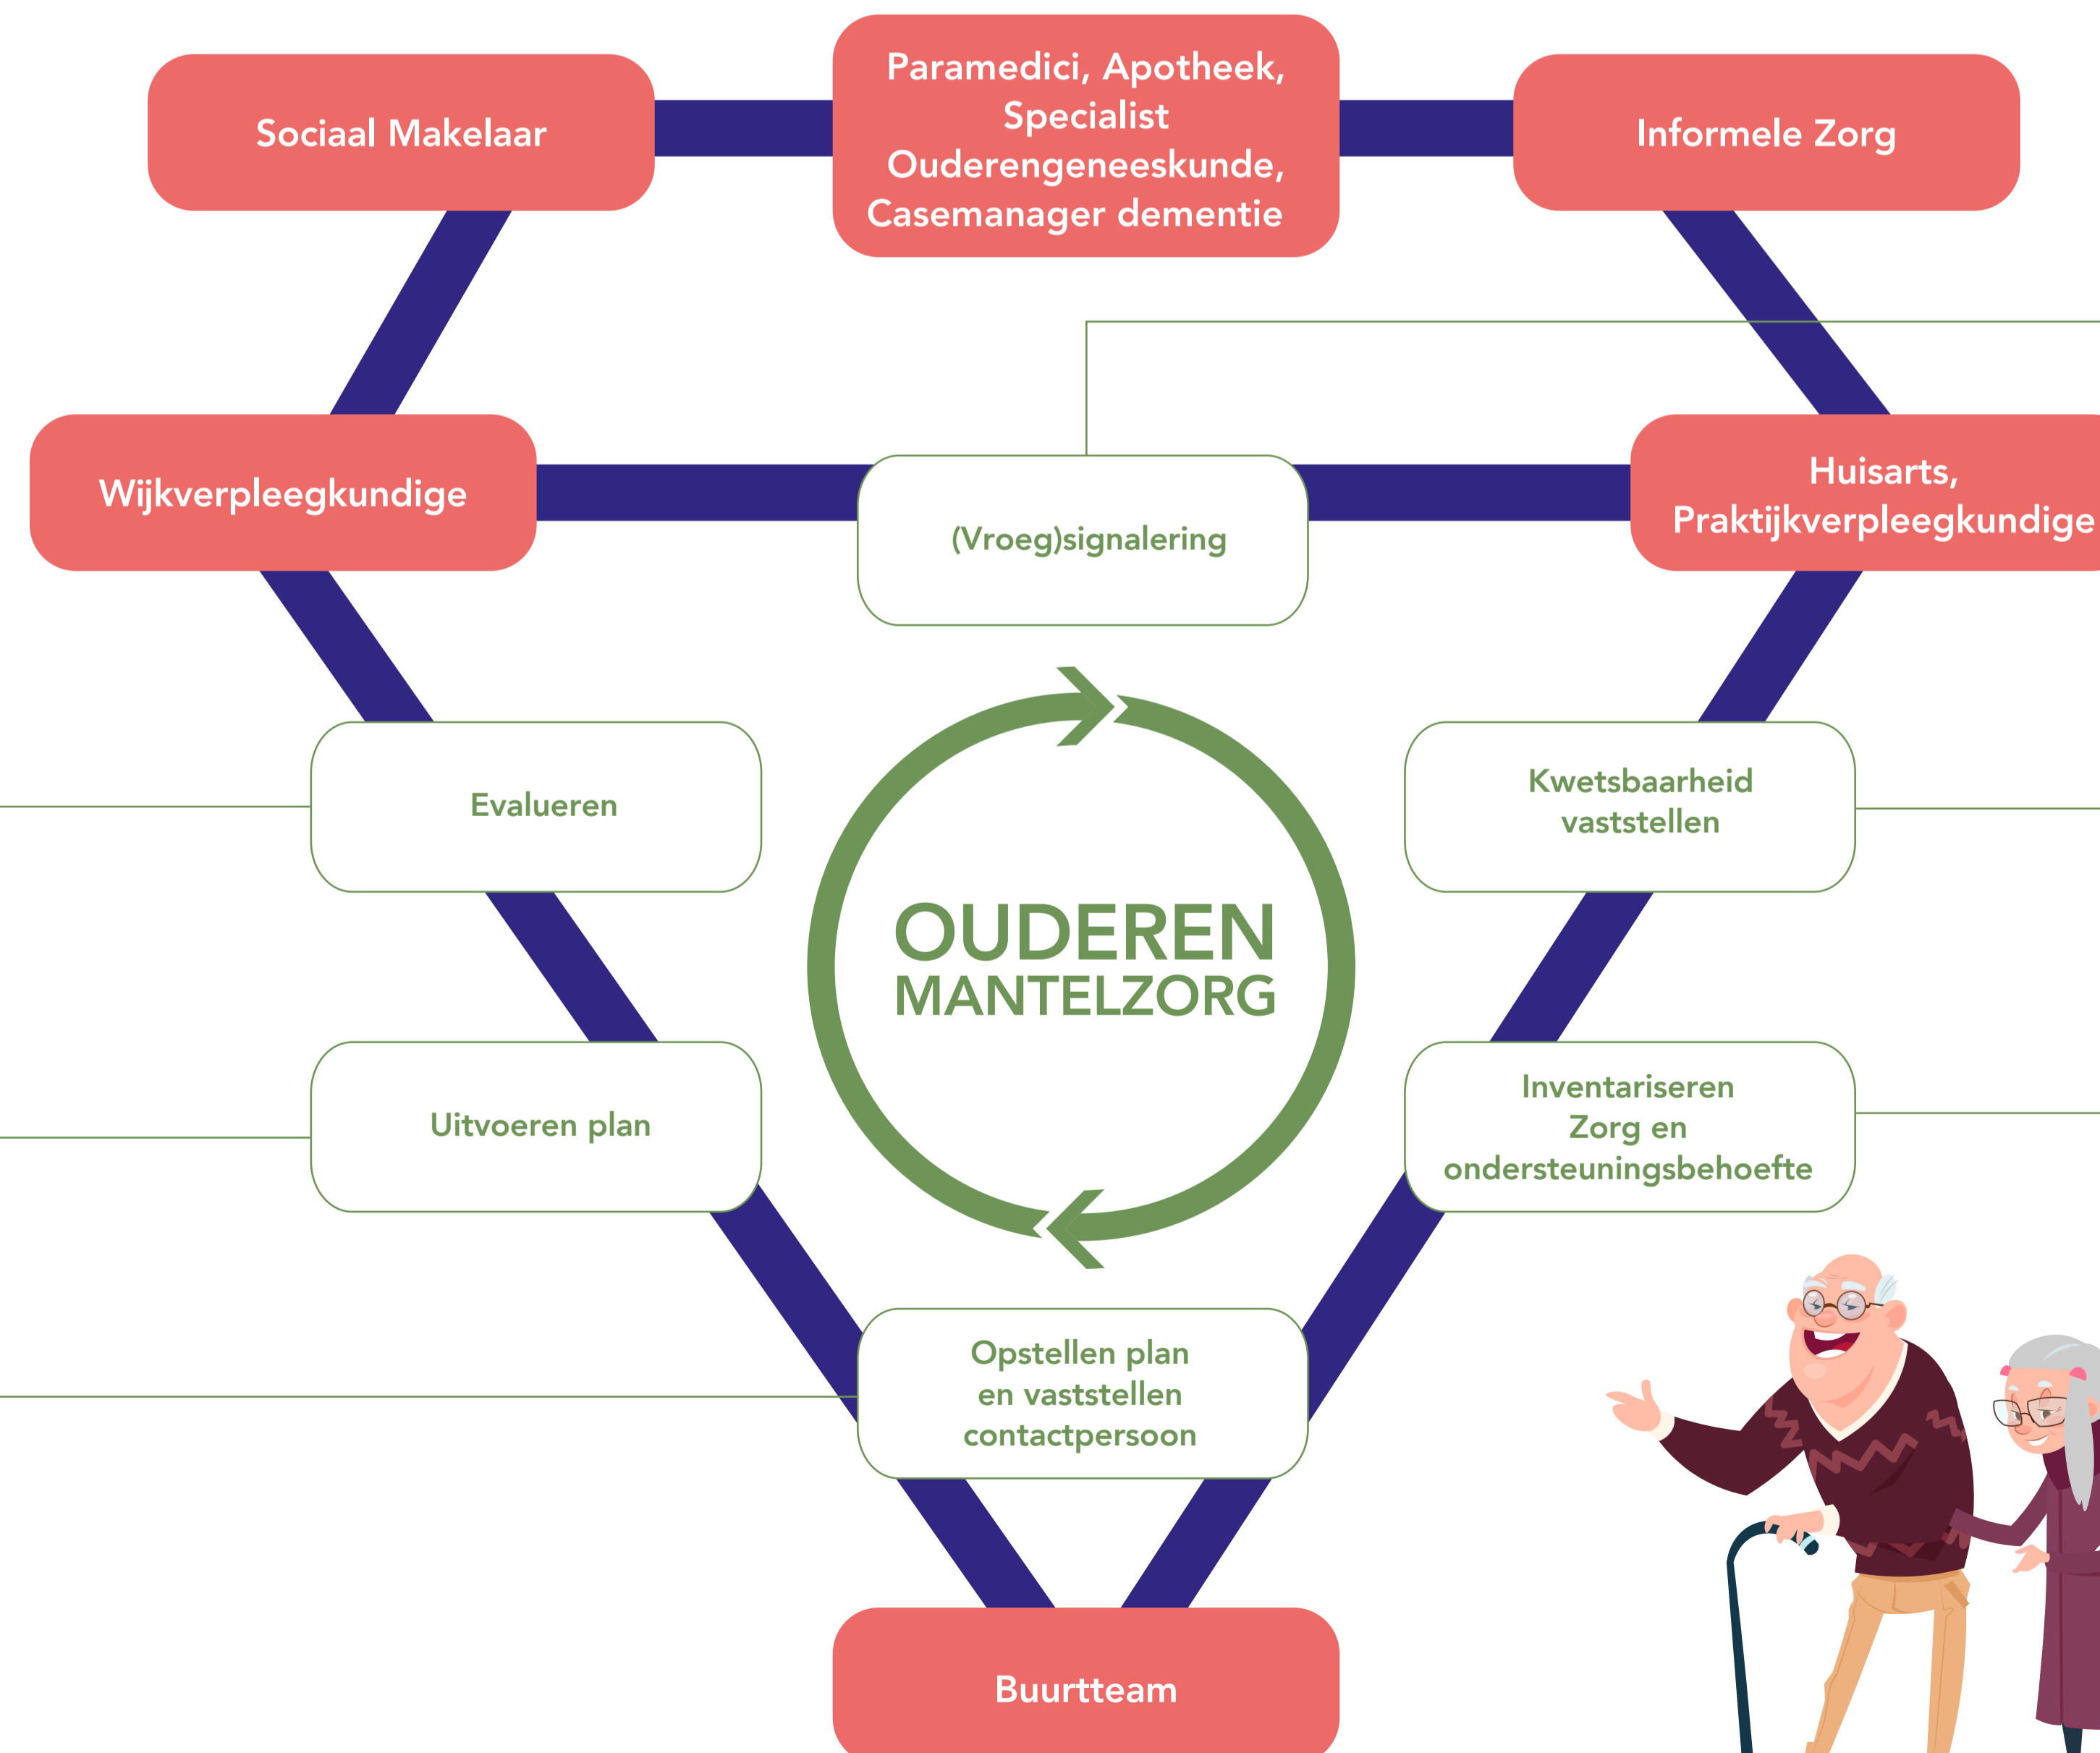 Paramedici, Apotheek,
Specialist
Ouderengeneeskunde,
Casemanager dementie
Sociaal Makelaar
Informele Zorg
Wijkverpleegkundige
Huisarts,
Praktijkverpleegkundige
(Vroeg)signalering
Evalueren
Kwetsbaarheid
vaststellen
OUDEREN
MANTELZORG
Uitvoeren plan
Inventariseren
Zorg en
ondersteuningsbehoefte
Opstellen plan
en vaststellen
contactpersoon
Buurtteam